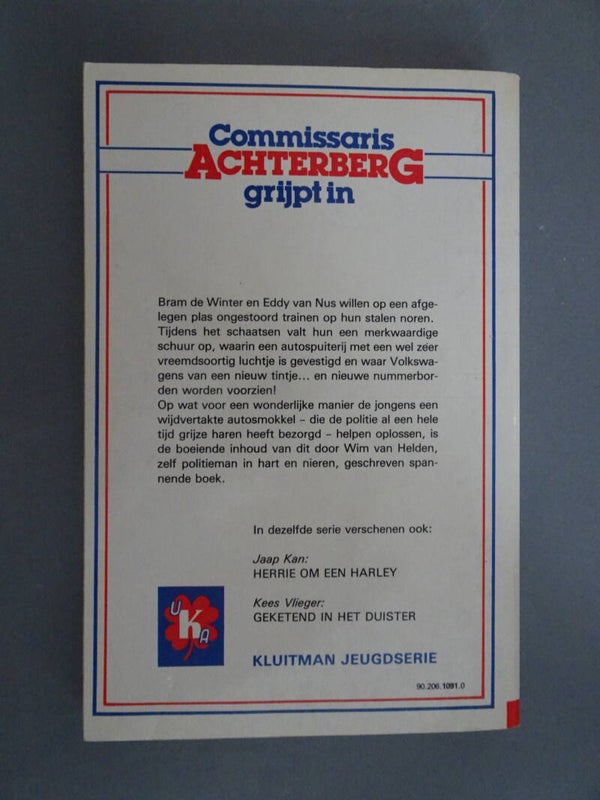 Commissaris
ACHTERBERG
grijpt in
Bram de Winter en Eddy van Nus willen op een afge-
legen plas ongestoord trainen op hun stalen noren.
Tijdens het schaatsen valt hun een merkwaardige
schuur op, waarin een autospuiterij met een wel zeer
vreemdsoortig luchtje is gevestigd en waar Volkswa-
gens van een nieuw tintje... en nieuwe nummerbor-
den worden voorzien!
Op wat voor een wonderlijke manier de jongens een
wijdvertakte autosmokkel – die de politie al een hele
tijd grijze haren heeft bezorgd – helpen oplossen, is
de boeiende inhoud van dit door Wim van Helden,
zelf politieman in hart en nieren, geschreven span-
nende boek.
In dezelfde serie verschenen ook:
Jaap Kan:
HERRIE OM EEN HARLEY
Kees Vlieger:
GEKETEND IN HET DUISTER
UKA
KLUITMAN JEUGDSERIE
90.206.1091.0